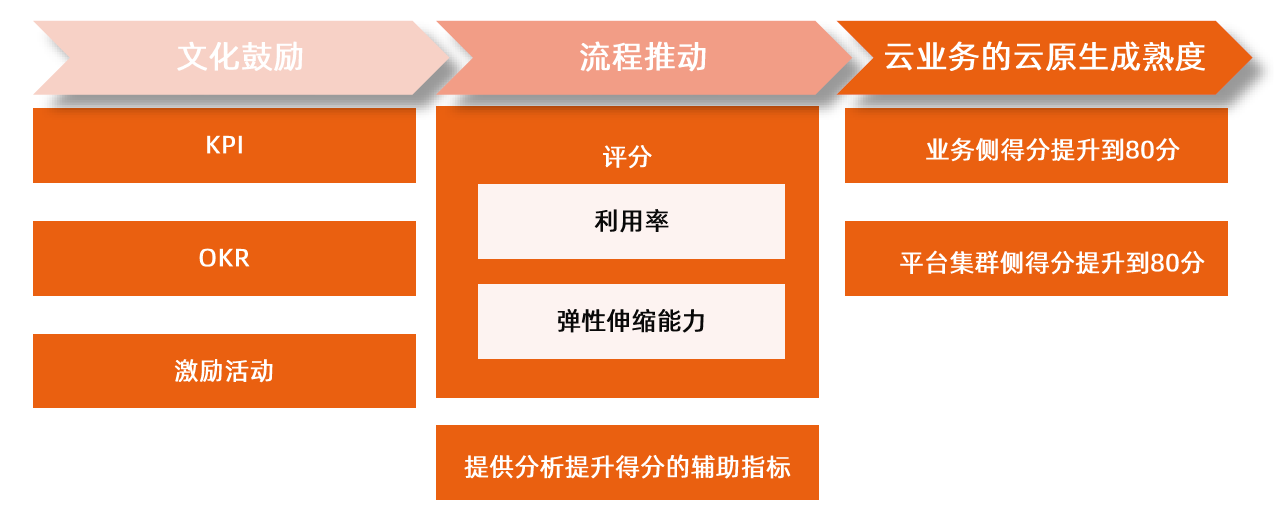 文化鼓励
流程推动
云业务的云原生成熟度
KPI
OKR
激励活动
评分
利用率
弹性伸缩能力
提供分析提升得分的辅助指标
业务侧得分提升到80分
平台集群侧得分提升到80分